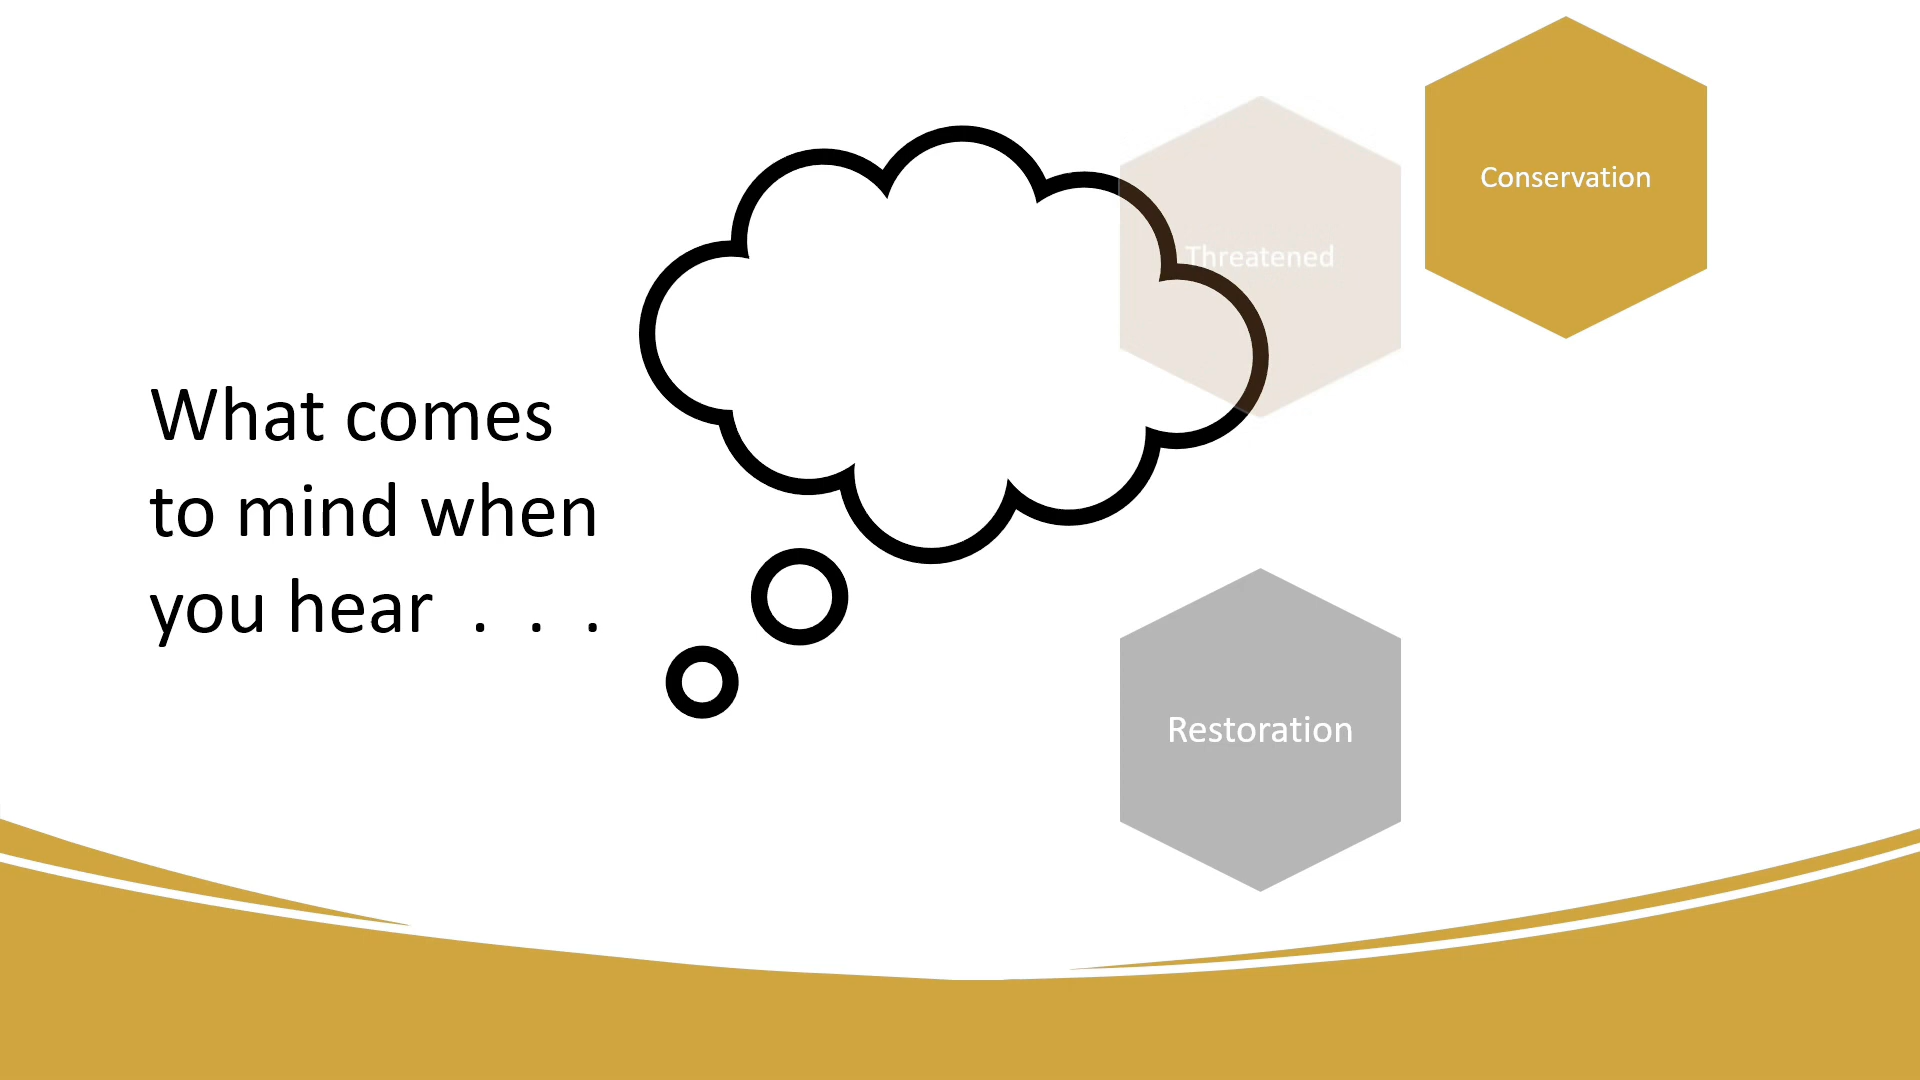 What comes
to mind when
you hear . . .
Conservation
Threatened
Restoration